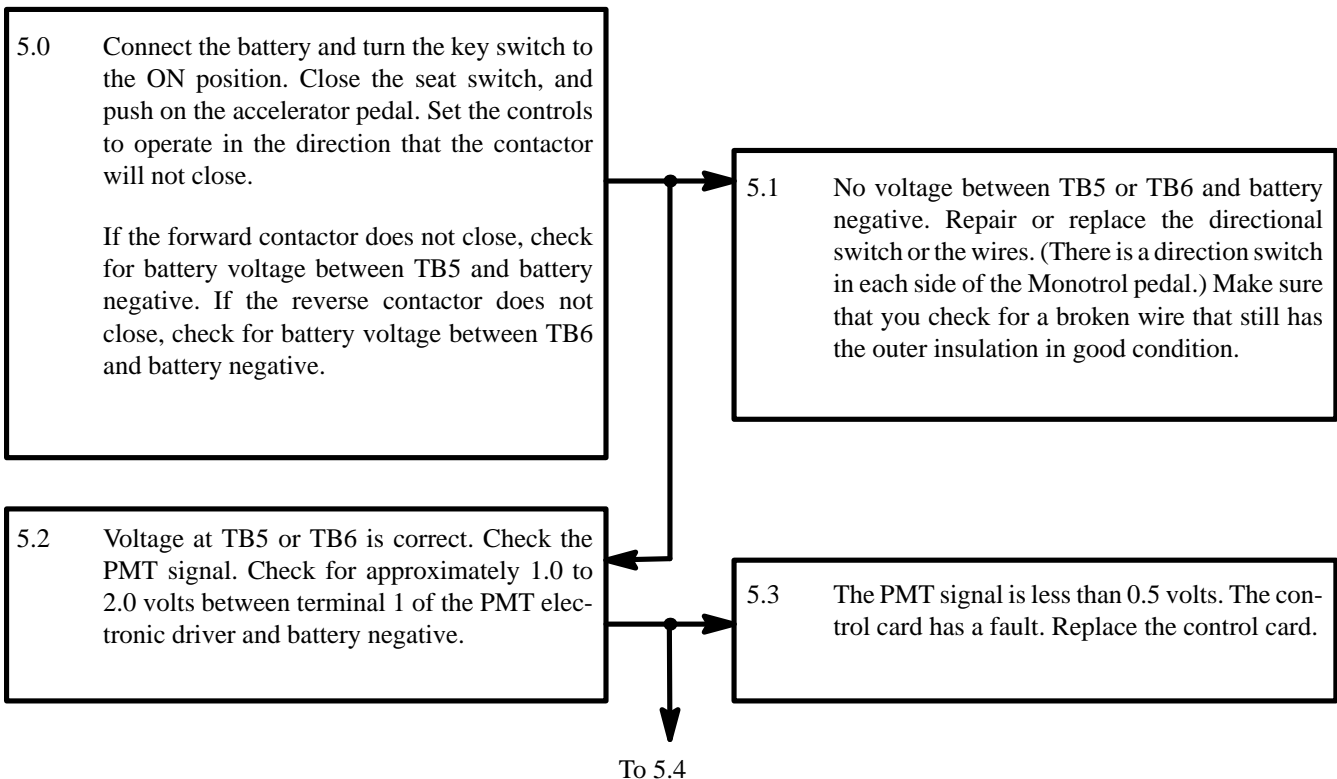 5.0 Connect the battery and turn the key switch to
the ON position. Close the seat switch, and
push on the accelerator pedal. Set the controls
to operate in the direction that the contactor
will not close.
If the forward contactor does not close, check
for battery voltage between TB5 and battery
negative. If the reverse contactor does not
close, check for battery voltage between TB6
and battery negative.
5.1 No voltage between TB5 or TB6 and battery
negative. Repair or replace the directional
switch or the wires. (There is a direction switch
in each side of the Monotrol pedal.) Make sure
that you check for a broken wire that still has
the outer insulation in good condition.
5.2 Voltage at TB5 or TB6 is correct. Check the
PMT signal. Check for approximately 1.0 to
2.0 volts between terminal 1 of the PMT elec-
tronic driver and battery negative.
5.3 The PMT signal is less than 0.5 volts. The con-
trol card has a fault. Replace the control card.
To 5.4